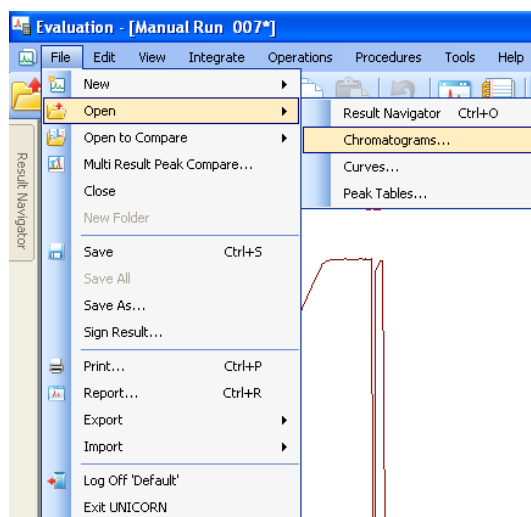 Evaluation - [Manual Run 007*]
File Edit View Integrate Operations Procedures Tools Help
New
Open
Open to Compare
Multi Result Peak Compare...
Close
New Folder
Save Ctrl+S
Save All
Save As...
Sign Result...
Print... Ctrl+P
Report... Ctrl+R
Export
Import
Log Off 'Default'
Exit UNICORN
Result Navigator Ctrl+O
Chromatograms...
Curves...
Peak Tables...
Result Navigator